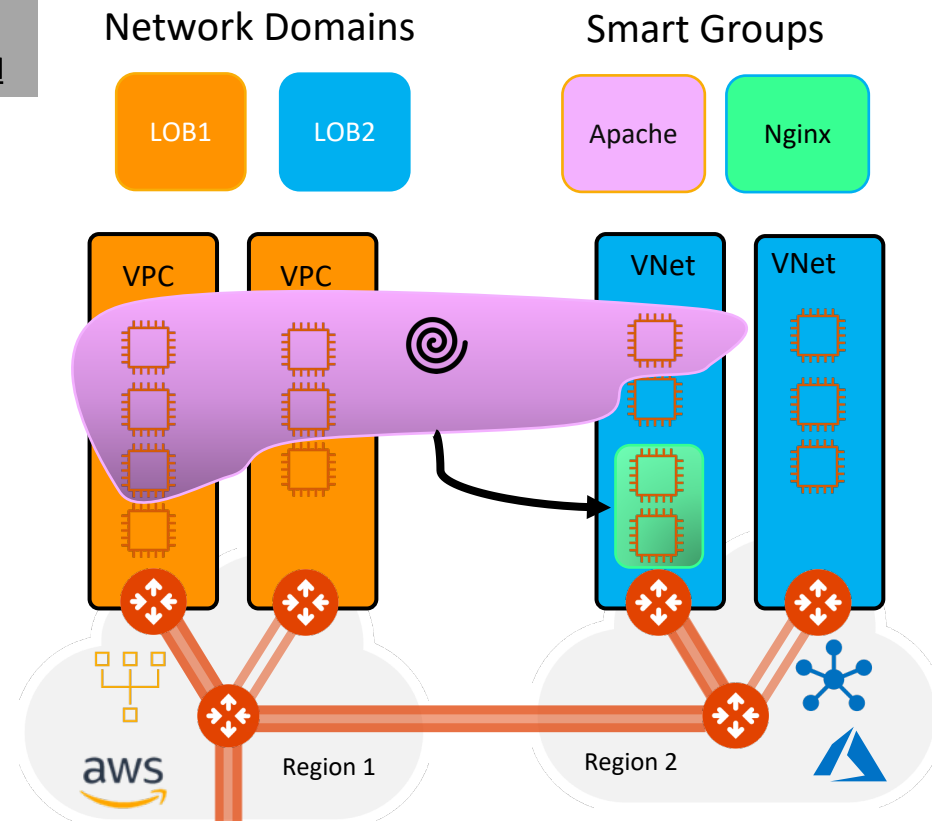 Network Domains
Smart Groups
LOB1
LOB2
Apache
Nginx
VPC
VPC
VNet
VNet
Region 1
Region 2
aws